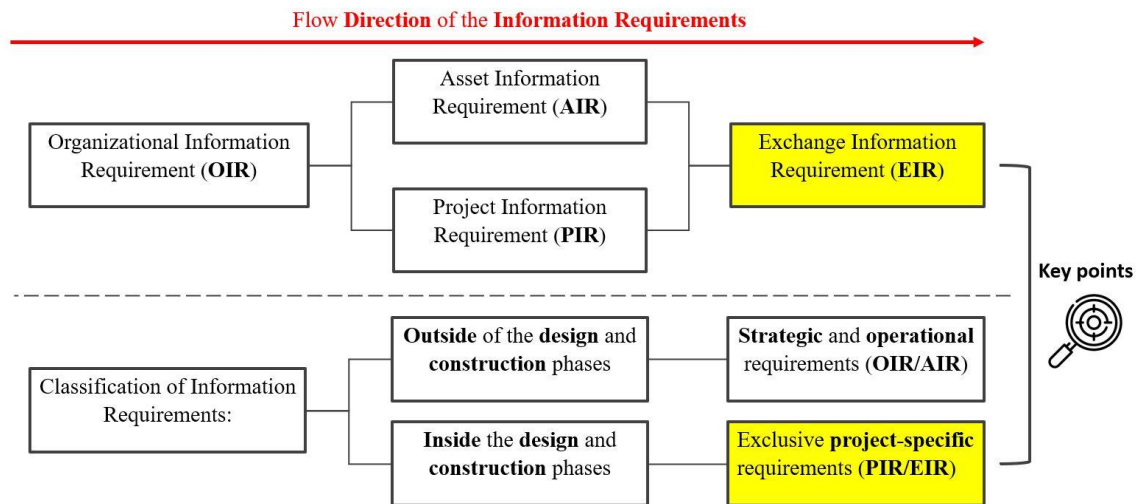 Flow Direction of the Information Requirements
Asset Information
Requirement (AIR)
Organizational Information
Requirement (OIR)
Exchange Information
Requirement (EIR)
Project Information
Requirement (PIR)
Key points
Outside of the design and
construction phases
Strategic and operational
requirements (OIR/AIR)
Classification of Information
Requirements:
Inside the design and
construction phases
Exclusive project-specific
requirements (PIR/EIR)